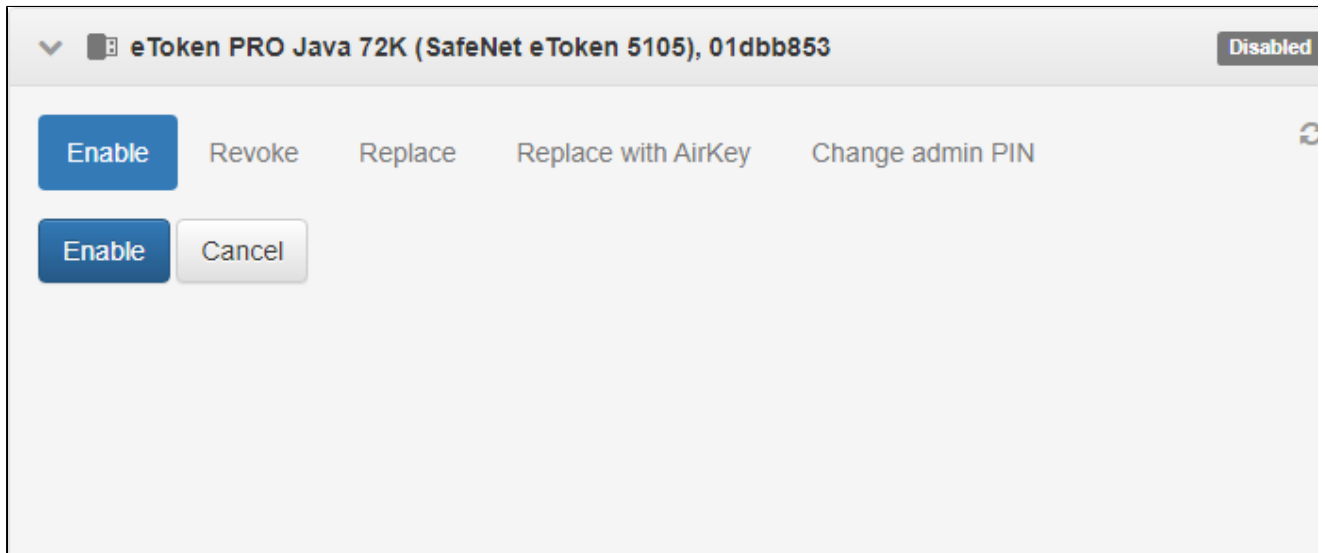 eToken PRO Java 72K (SafeNet eToken 5105), 01dbb853 Disabled
Enable Revoke Replace Replace with AirKey Change admin PIN
Enable Cancel